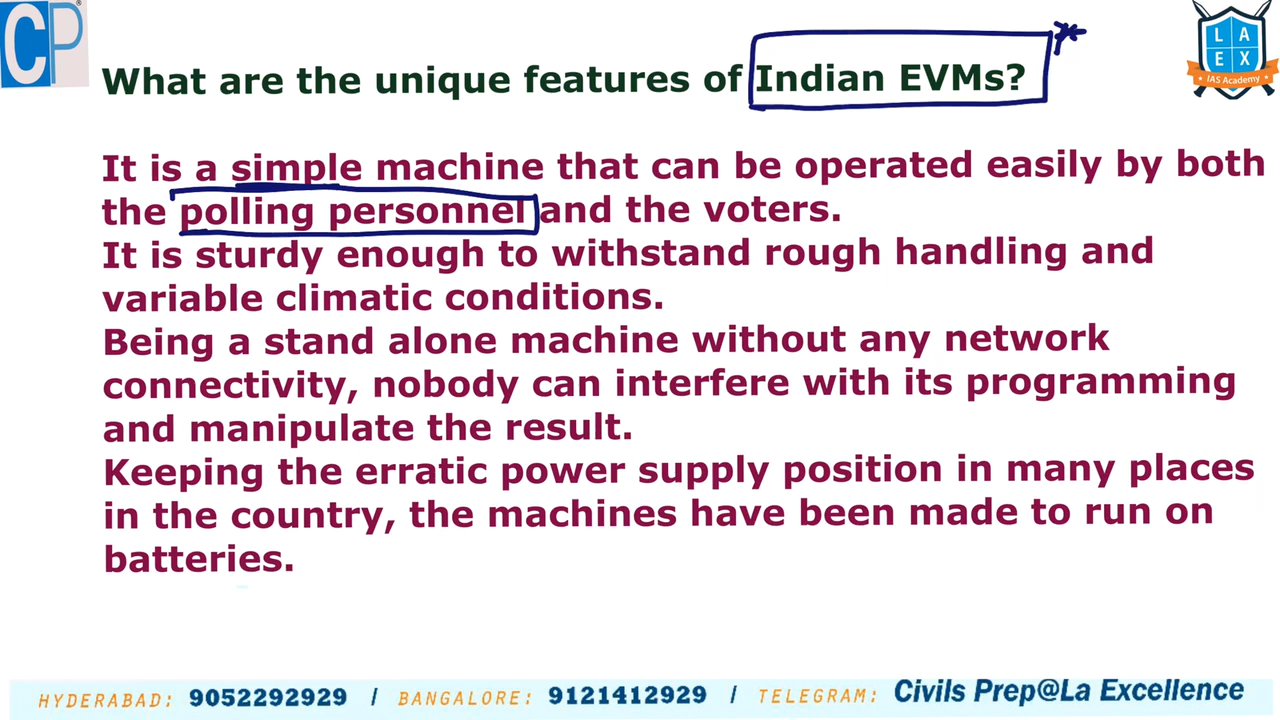 CP
LA
EX
IAS Academy
What are the unique features of Indian EVMs?
It is a simple machine that can be operated easily by both
the polling personnel and the voters.
It is sturdy enough to withstand rough handling and
variable climatic conditions.
Being a stand alone machine without any network
connectivity, nobody can interfere with its programming
and manipulate the result.
Keeping the erratic power supply position in many places
in the country, the machines have been made to run on
batteries.
HYDERABAD: 9052292929 / BANGALORE: 9121412929 / TELEGRAM: Civils Prep@La Excellence